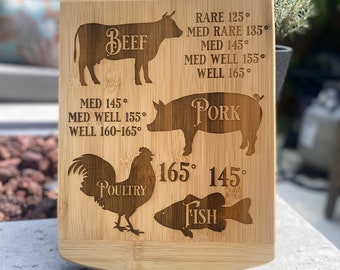 BEEF
RARE 125°
MED RARE 135°
MED 145°
MED WELL 155°
WELL 165°
MED 145°
MED WELL 155°
WELL 160-165°
PORK
POULTRY
165°
145°
FISH